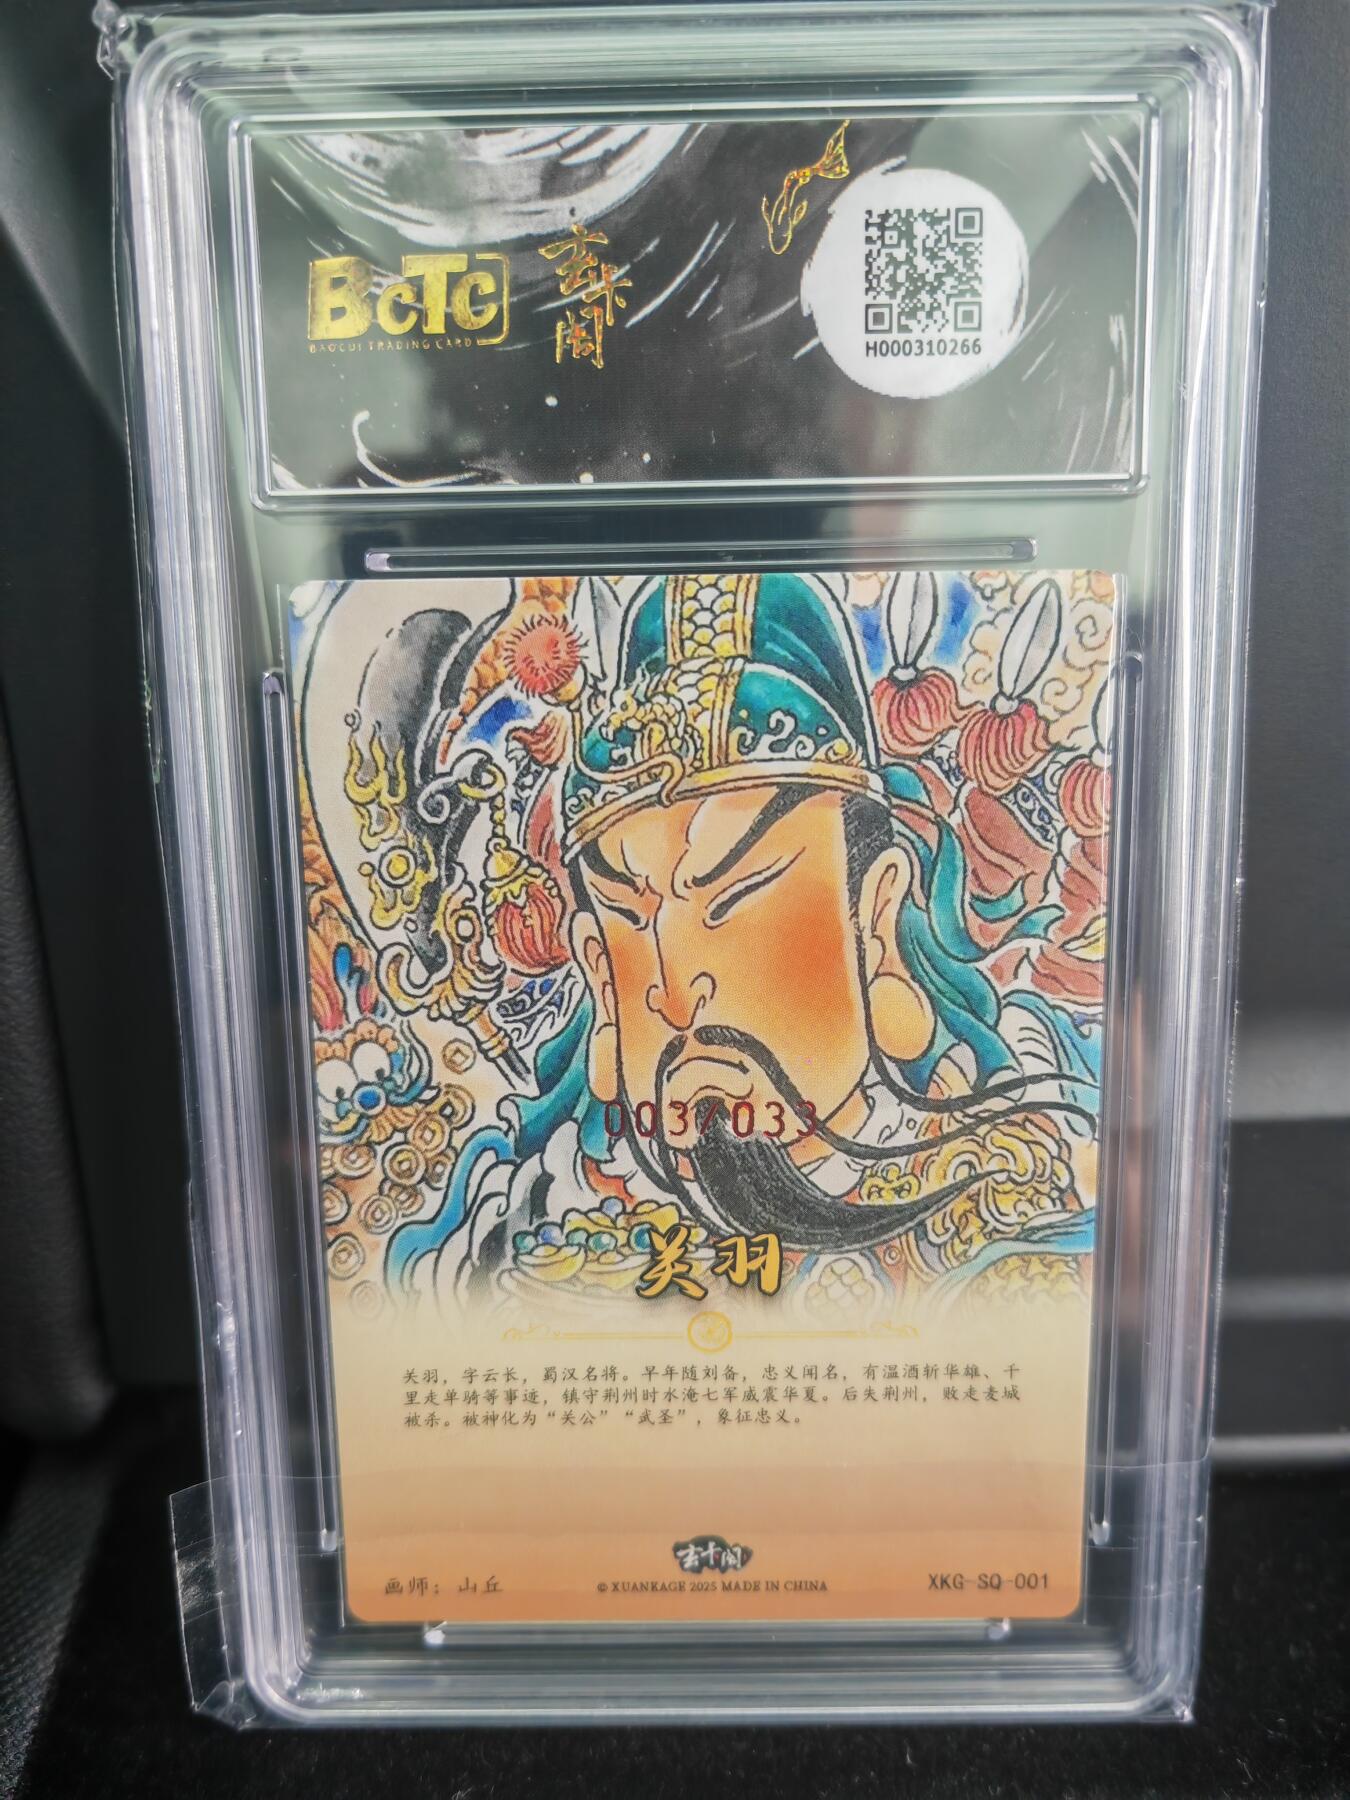 BCTC
BAOCUI TRADING CARD
玄卡阁
H000310266
003/033
关羽
关羽，字云长，蜀汉名将。早年随刘备，忠义闻名，有温酒斩华雄、千
里走单骑等事迹，镇守荆州时水淹七军威震华夏。后失荆州，败走麦城
被杀。被神化为“关公”“武圣”，象征忠义。
玄卡阁
画师：山丘
© XUANKAGE 2025 MADE IN CHINA
XKG-SQ-001